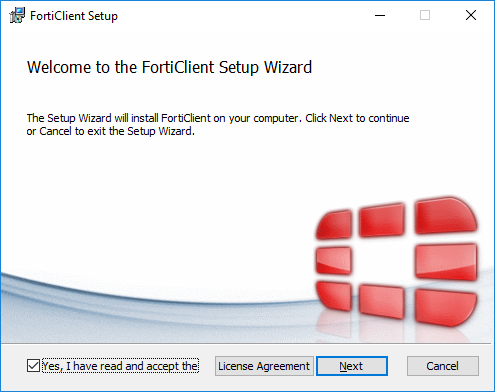 FortiClient Setup
Welcome to the FortiClient Setup Wizard
The Setup Wizard will install FortiClient on your computer. Click Next to continue
or Cancel to exit the Setup Wizard.
Yes, I have read and accept the
License Agreement
Next
Cancel